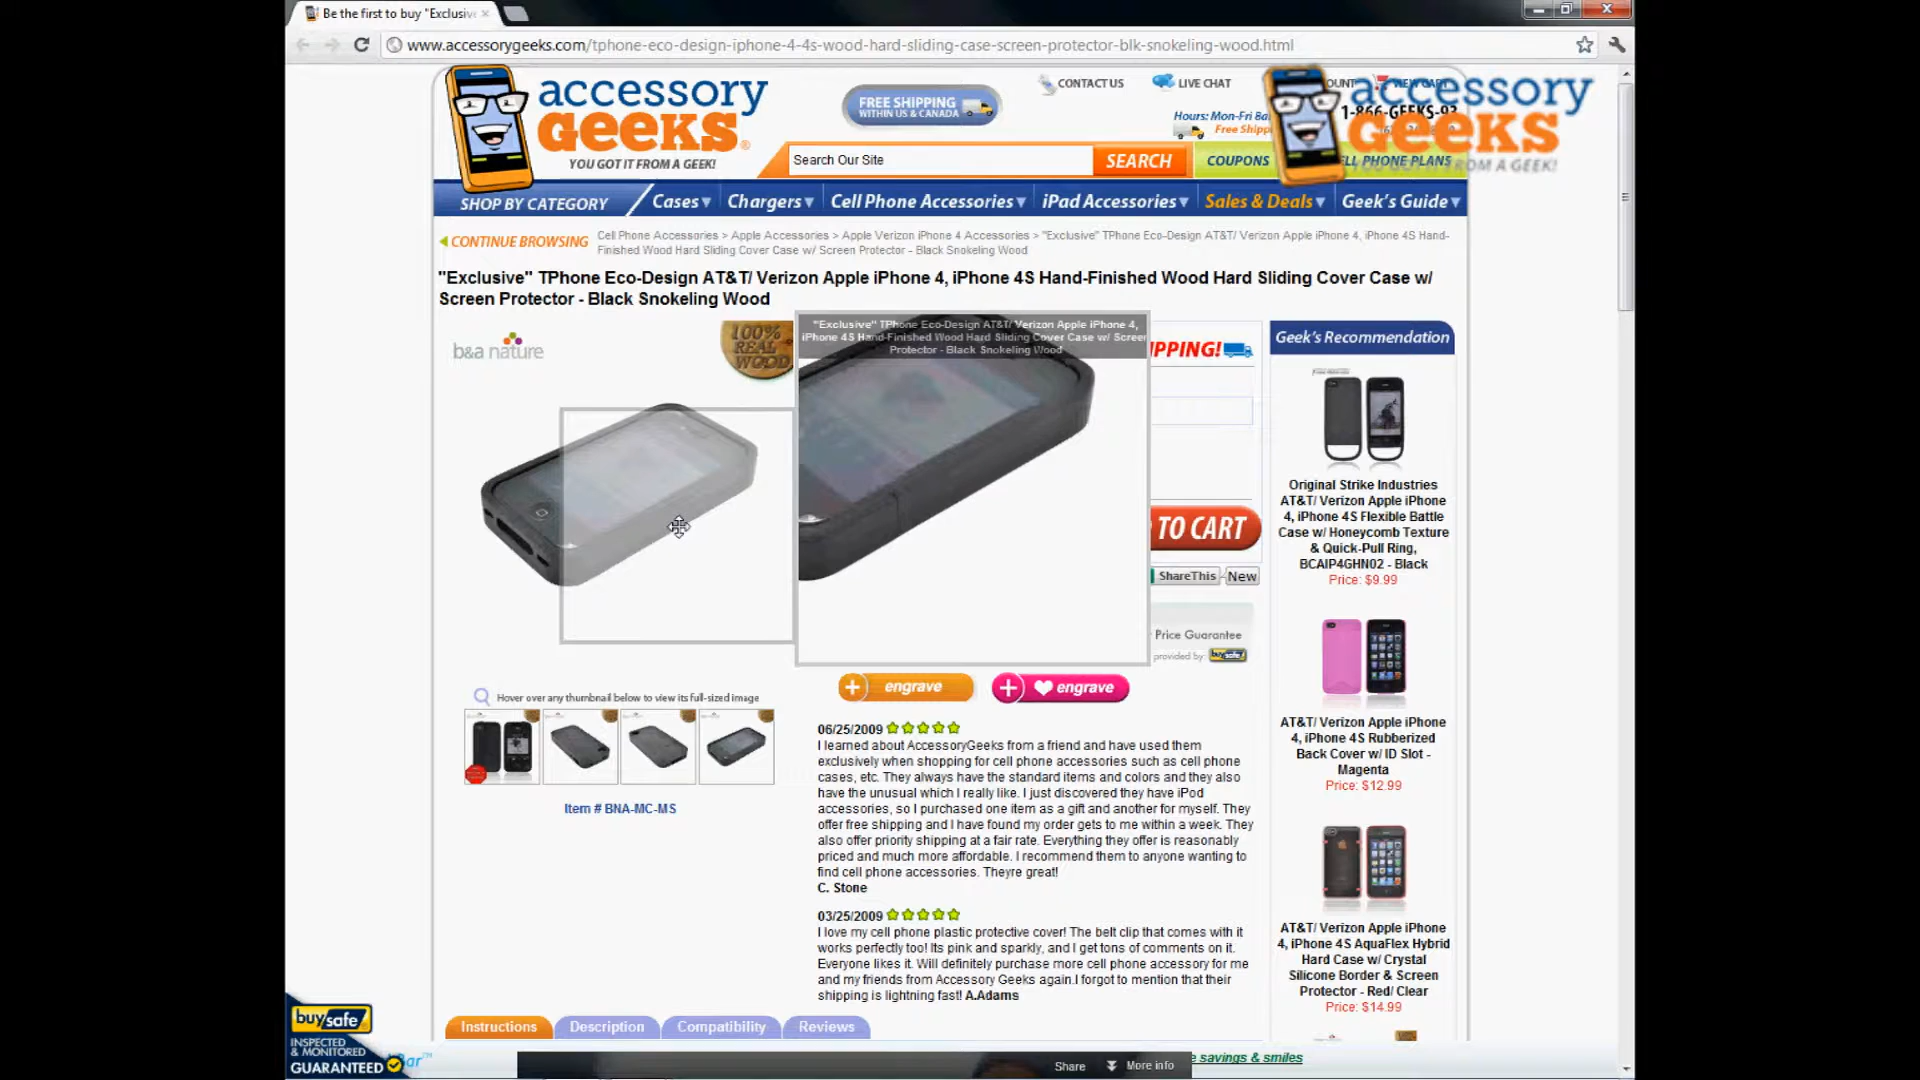 Be the first to buy "Exclusiv
www.accessorygeeks.com/tphone-eco-design-iphone-4-4s-wood-hard-sliding-case-screen-protector-blk-snokeling-wood.html
accessory
GEEKS®
YOU GOT IT FROM A GEEK!
FREE SHIPPING
WITHIN US & CANADA
CONTACT US
LIVE CHAT
Hours: Mon-Fri 8a
Free Shipp
1-866-GEEKS-93
accessory
GEEKS
Search Our Site
SEARCH
COUPONS
ELL PHONE PLANS
SHOP BY CATEGORY
Cases
Chargers
Cell Phone Accessories
iPad Accessories
Sales & Deals
Geek's Guide
CONTINUE BROWSING
Cell Phone Accessories > Apple Accessories > Apple Verizon iPhone 4 Accessories > "Exclusive" TPhone Eco-Design AT&T/ Verizon Apple iPhone 4, iPhone 4S Hand-
Finished Wood Hard Sliding Cover Case w/ Screen Protector - Black Snokeling Wood
"Exclusive" TPhone Eco-Design AT&T/ Verizon Apple iPhone 4, iPhone 4S Hand-Finished Wood Hard Sliding Cover Case w/
Screen Protector - Black Snokeling Wood
b&a nature
100%
REAL
WOOD
"Exclusive" TPhone Eco-Design AT&T/ Verizon Apple iPhone 4,
iPhone 4S Hand-Finished Wood Hard Sliding Cover Case w/ Screen
Protector - Black Snokeling Wood
IPPING!
TO CART
ShareThis
New
Price Guarantee
provided by: buySAFE
Hover over any thumbnail below to view its full-sized image
Item # BNA-MC-MS
engrave
engrave
06/25/2009
I learned about AccessoryGeeks from a friend and have used them
exclusively when shopping for cell phone accessories such as cell phone
cases, etc. They always have the standard items and colors and they also
have the unusual which I really like. I just discovered they have iPod
accessories, so I purchased one item as a gift and another for myself. They
offer free shipping and I have found my order gets to me within a week. They
also offer priority shipping at a fair rate. Everything they offer is reasonably
priced and much more affordable. I recommend them to anyone wanting to
find cell phone accessories. Theyre great!
C. Stone
03/25/2009
I love my cell phone plastic protective cover! The belt clip that comes with it
works perfectly too! Its pink and sparkly, and I get tons of comments on it.
Everyone likes it. Will definitely purchase more cell phone accessory for me
and my friends from Accessory Geeks again.I forgot to mention that their
shipping is lightning fast! A.Adams
Geek's Recommendation
Original Strike Industries
AT&T/ Verizon Apple iPhone
4, iPhone 4S Flexible Battle
Case w/ Honeycomb Texture
& Quick-Pull Ring,
BCAIP4GHN02 - Black
Price: $9.99
AT&T/ Verizon Apple iPhone
4, iPhone 4S Rubberized
Back Cover w/ ID Slot -
Magenta
Price: $12.99
AT&T/ Verizon Apple iPhone
4, iPhone 4S AquaFlex Hybrid
Hard Case w/ Crystal
Silicone Border & Screen
Protector - Red/ Clear
Price: $14.99
Instructions
Description
Compatibility
Reviews
buySAFE
INSPECTED
& MONITORED
GUARANTEED
Bar™
Share
More info
e savings & smiles